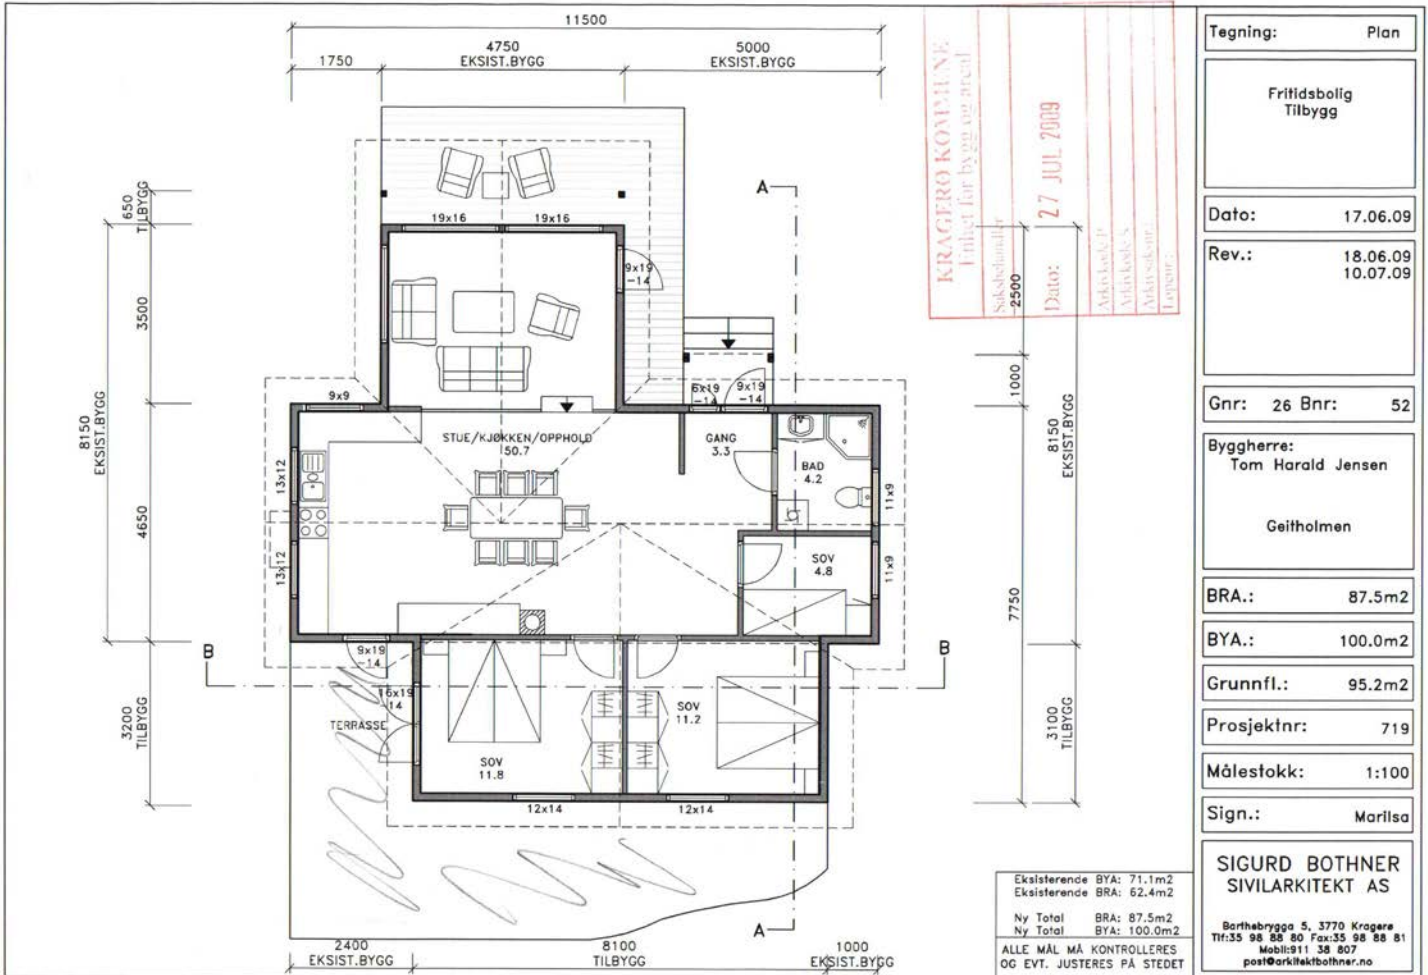 11500
1750
4750
EKSIST.BYGG
5000
EKSIST.BYGG
650
TILBYGG
3500
8150
EKSIST.BYGG
4650
3200
TILBYGG
19x16
19x16
9x19
-14
9x9
6x19
-14
9x19
-14
STUE/KJØKKEN/OPPHOLD
50.7
GANG
3.3
BAD
4.2
13x12
13x12
11x9
11x9
SOV
4.8
9x19
-14
16x19
-14
TERRASSE
SOV
11.8
SOV
11.2
12x14
12x14
A
A
B
B
2500
1000
8150
EKSIST.BYGG
7750
3100
TILBYGG
2400
EKSIST.BYGG
8100
TILBYGG
1000
EKSIST.BYGG
KRAGERØ KOMMUNE
Enhet for bygg og areal
Saksbehandler
Dato: 27 JUL 2009
Eksisterende BYA: 71.1m2
Eksisterende BRA: 62.4m2
Ny Total BRA: 87.5m2
Ny Total BYA: 100.0m2
ALLE MÅL MÅ KONTROLLERES
OG EVT. JUSTERES PÅ STEDET
Tegning: Plan
Fritidsbolig
Tilbygg
Dato: 17.06.09
Rev.: 18.06.09
10.07.09
Gnr: 26 Bnr: 52
Byggherre:
Tom Harald Jensen
Geitholmen
BRA.: 87.5m2
BYA.: 100.0m2
Grunnfl.: 95.2m2
Prosjektnr: 719
Målestokk: 1:100
Sign.: Marilsa
SIGURD BOTHNER
SIVILARKITEKT AS
Barthebrygga 5, 3770 Kragerø
Tlf:35 98 88 80 Fax:35 98 88 81
Mobil:911 38 807
post@arkitektbothner.no